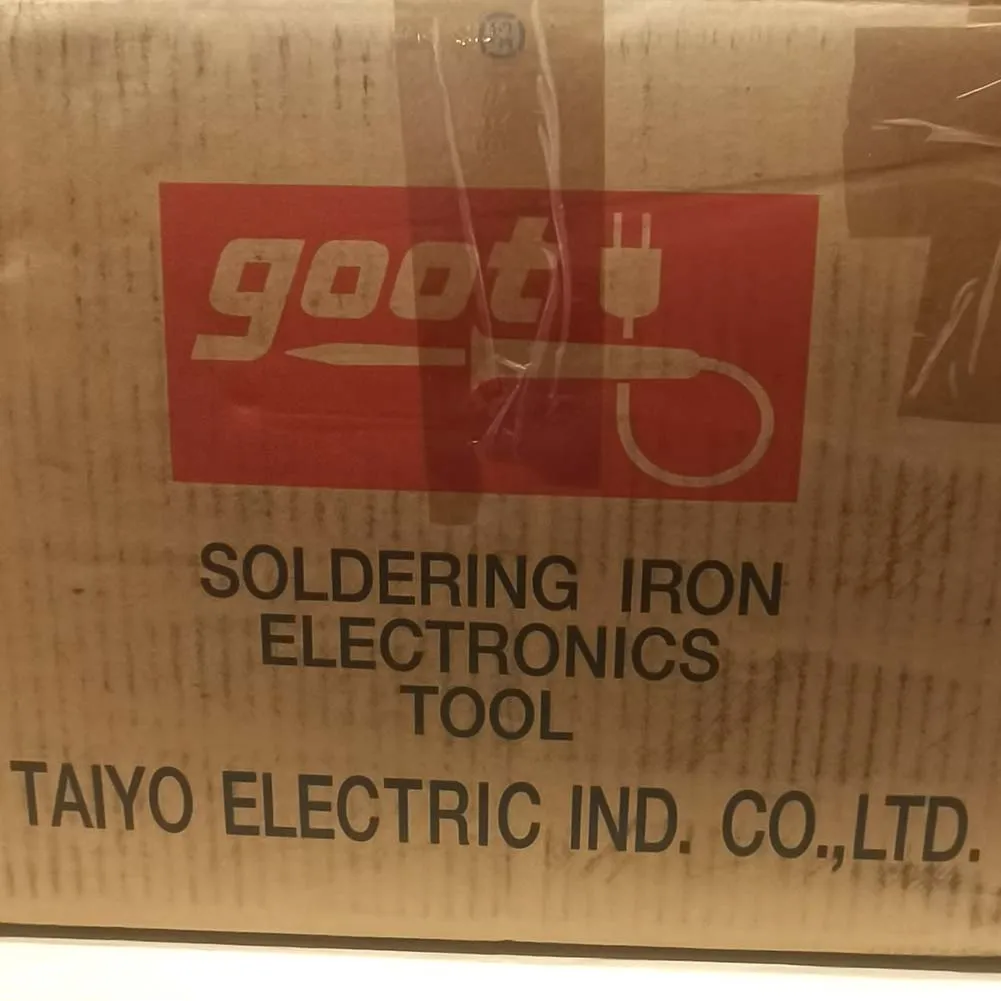 goot
SOLDERING IRON
ELECTRONICS
TOOL
TAIYO ELECTRIC IND. CO.,LTD.